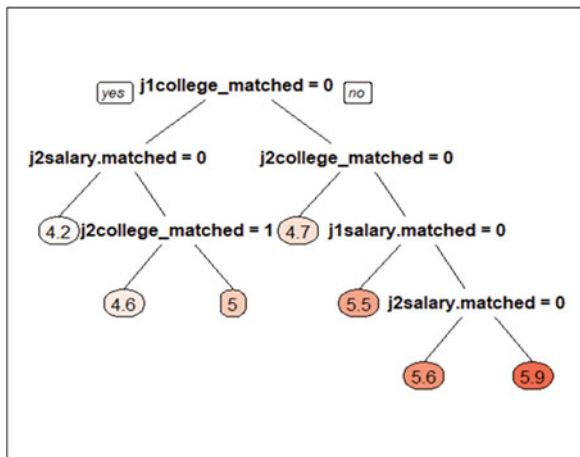 yes j1college_matched = 0 no
j2salary.matched = 0 j2college_matched = 0
4.2 j2college_matched = 1 4.7 j1salary.matched = 0
4.6 5 5.5 j2salary.matched = 0
5.6 5.9